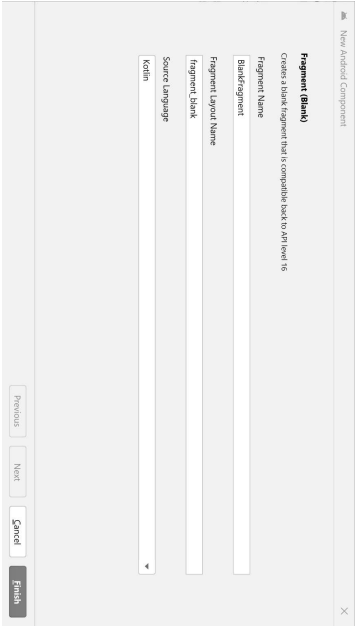 New Android Component
Fragment (Blank)
Creates a blank fragment that is compatible back to API level 16
Fragment Name
BlankFragment
Fragment Layout Name
fragment_blank
Source Language
Kotlin
Previous
Next
Cancel
Finish